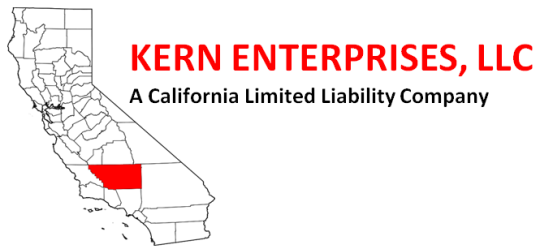 KERN ENTERPRISES, LLC
A California Limited Liability Company